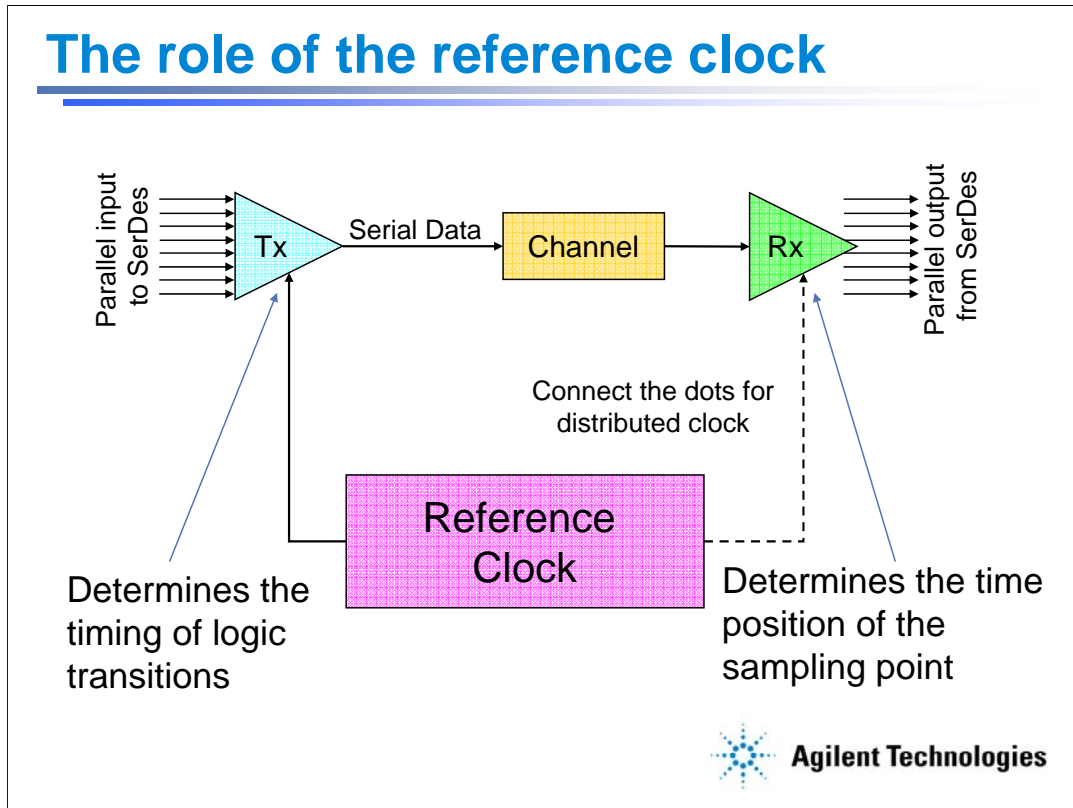 The role of the reference clock
Parallel input
to SerDes
Tx
Serial Data
Channel
Rx
Parallel output
from SerDes
Connect the dots for
distributed clock
Reference
Clock
Determines the
timing of logic
transitions
Determines the time
position of the
sampling point
Agilent Technologies